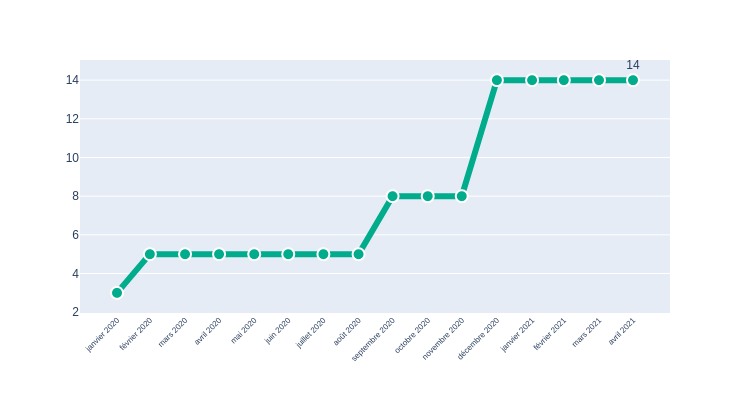 14
14
12
10
8
6
4
2
janvier 2020
février 2020
mars 2020
avril 2020
mai 2020
juin 2020
juillet 2020
août 2020
septembre 2020
octobre 2020
novembre 2020
décembre 2020
janvier 2021
février 2021
mars 2021
avril 2021